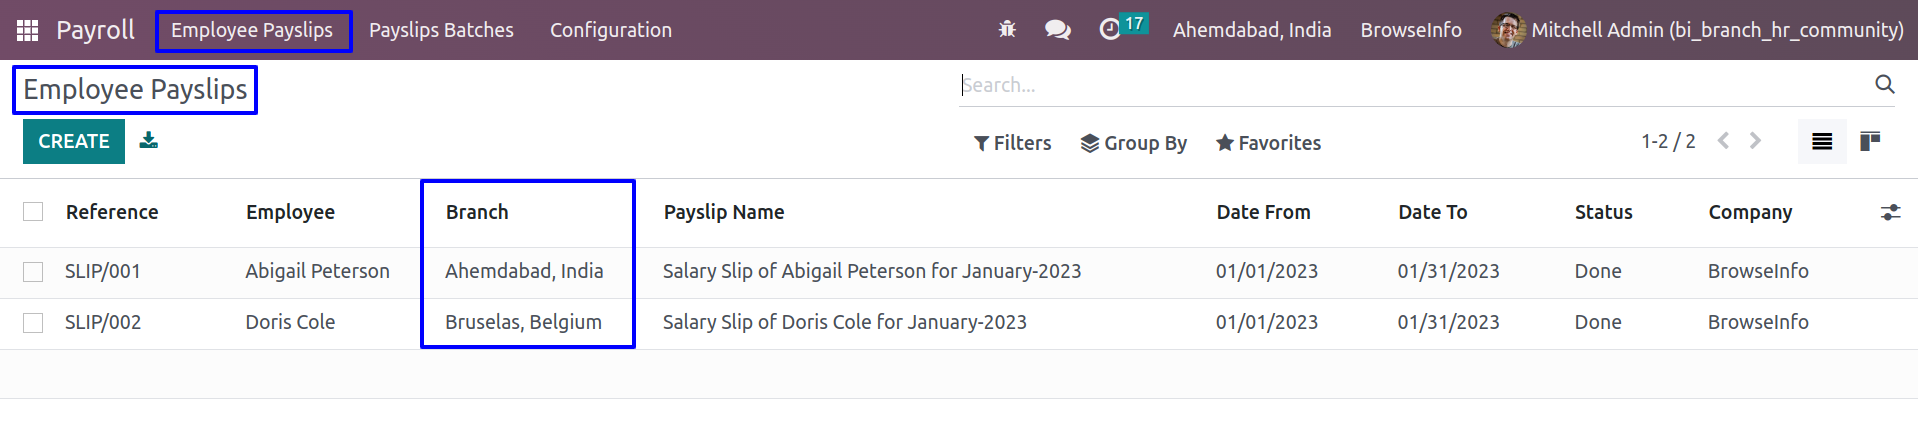 Payroll Employee Payslips Payslips Batches Configuration 17 Ahemdabad, India BrowseInfo Mitchell Admin (bi_branch_hr_community)
Employee Payslips Search...
CREATE Filters Group By Favorites 1-2 / 2
Reference Employee Branch Payslip Name Date From Date To Status Company
SLIP/001 Abigail Peterson Ahemdabad, India Salary Slip of Abigail Peterson for January-2023 01/01/2023 01/31/2023 Done BrowseInfo
SLIP/002 Doris Cole Bruselas, Belgium Salary Slip of Doris Cole for January-2023 01/01/2023 01/31/2023 Done BrowseInfo